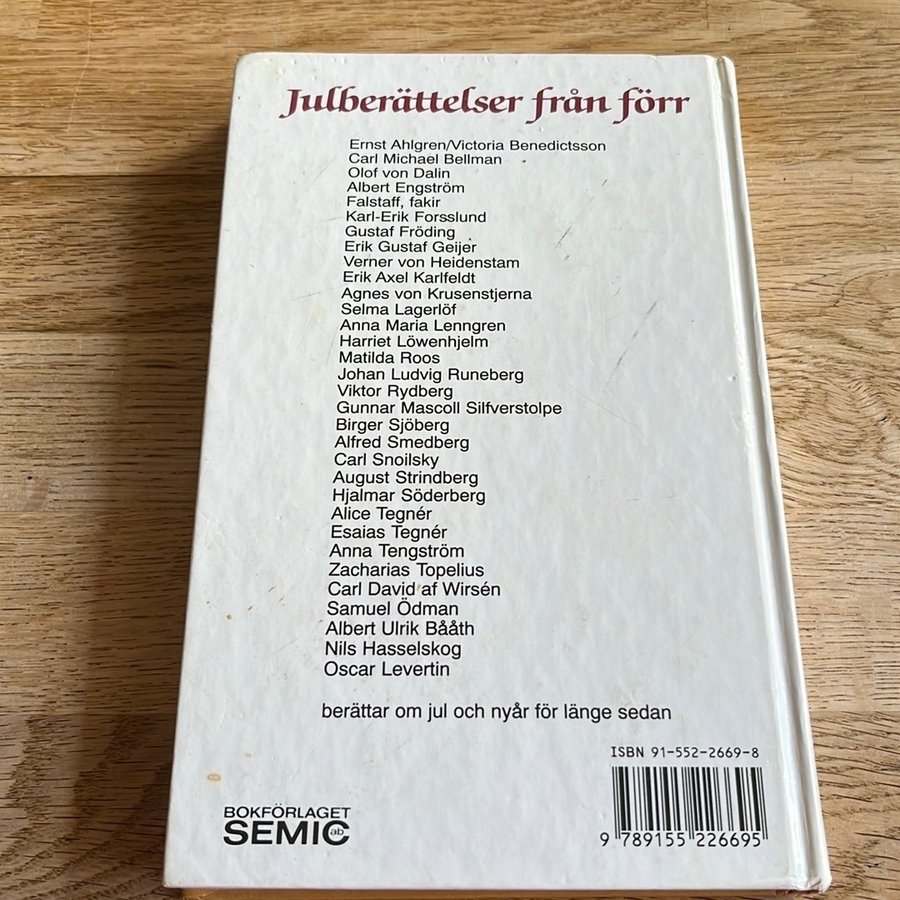 Julberättelser från förr
Ernst Ahlgren/Victoria Benedictsson
Carl Michael Bellman
Olof von Dalin
Albert Engström
Falstaff, fakir
Karl-Erik Forsslund
Gustaf Fröding
Erik Gustaf Geijer
Verner von Heidenstam
Erik Axel Karlfeldt
Agnes von Krusenstjerna
Selma Lagerlöf
Anna Maria Lenngren
Harriet Löwenhjelm
Matilda Roos
Johan Ludvig Runeberg
Viktor Rydberg
Gunnar Mascoll Silfverstolpe
Birger Sjöberg
Alfred Smedberg
Carl Snoilsky
August Strindberg
Hjalmar Söderberg
Alice Tegnér
Esaias Tegnér
Anna Tengström
Zacharias Topelius
Carl David af Wirsén
Samuel Ödman
Albert Ulrik Bååth
Nils Hasselskog
Oscar Levertin
berättar om jul och nyår för länge sedan
ISBN 91-552-2669-8
9 789155 226695
BOKFÖRLAGET
SEMIC ab